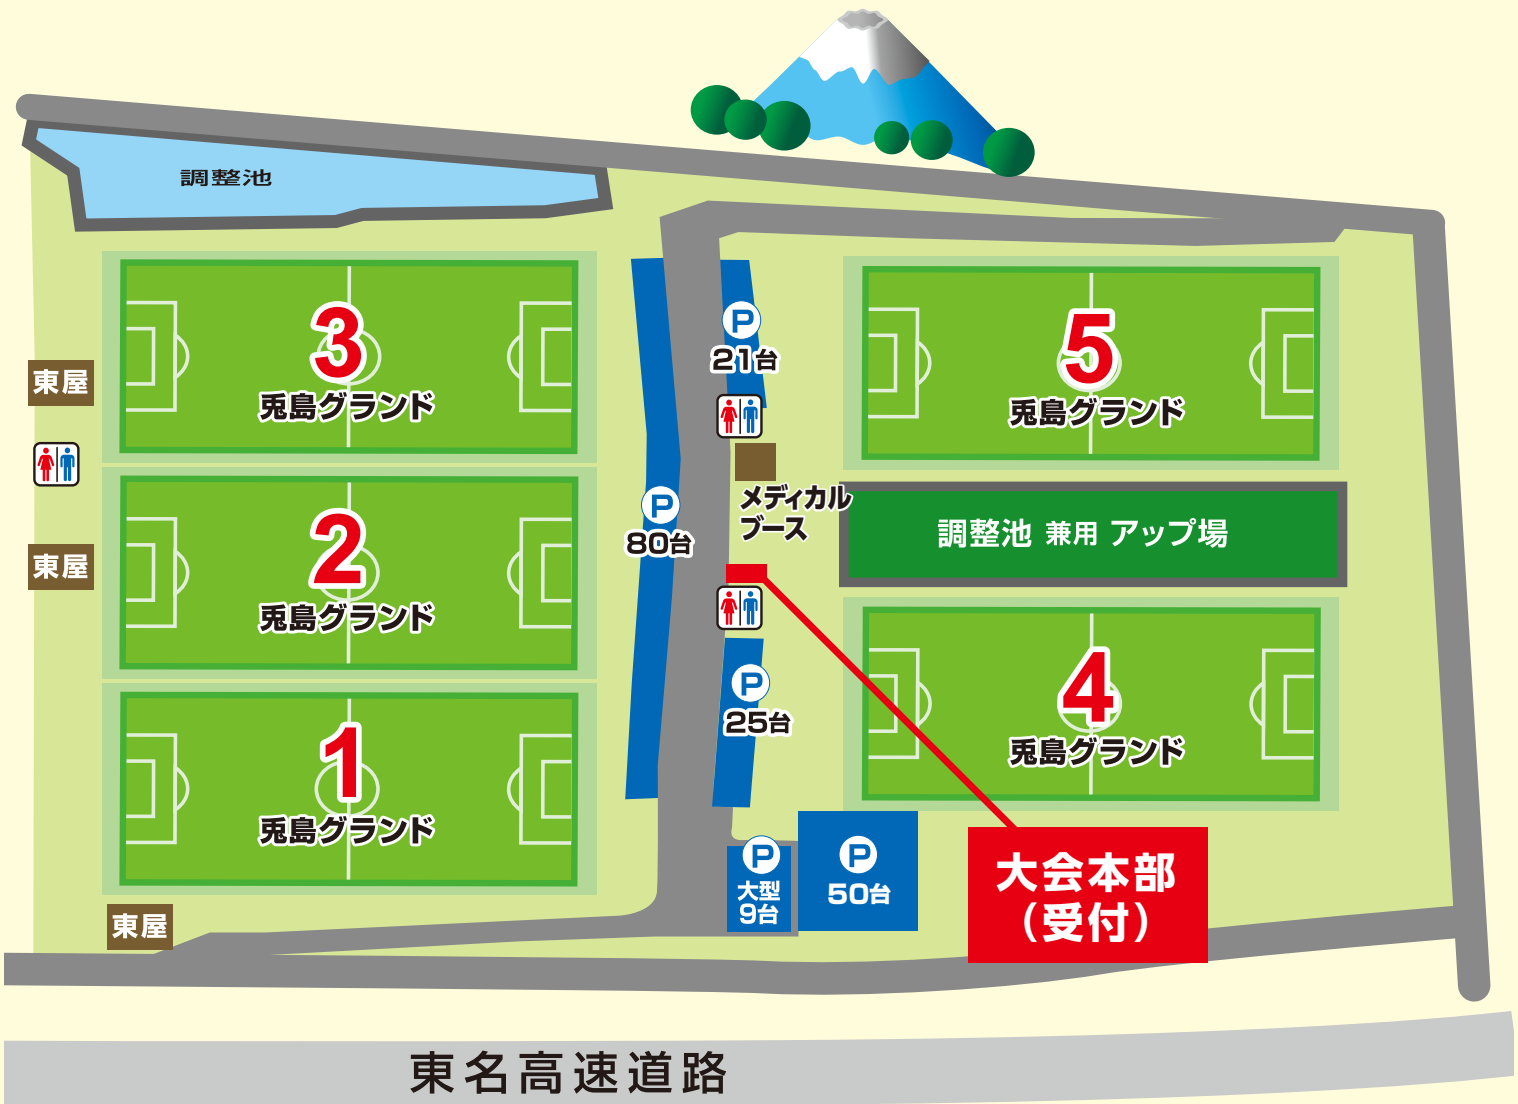 調整池
3
兎島グランド
P
21台
5
兎島グランド
東屋
メディカル
ブース
P
80台
2
兎島グランド
調整池 兼用 アップ場
東屋
P
25台
4
兎島グランド
1
兎島グランド
P
大型
9台
P
50台
大会本部
（受付）
東屋
東名高速道路